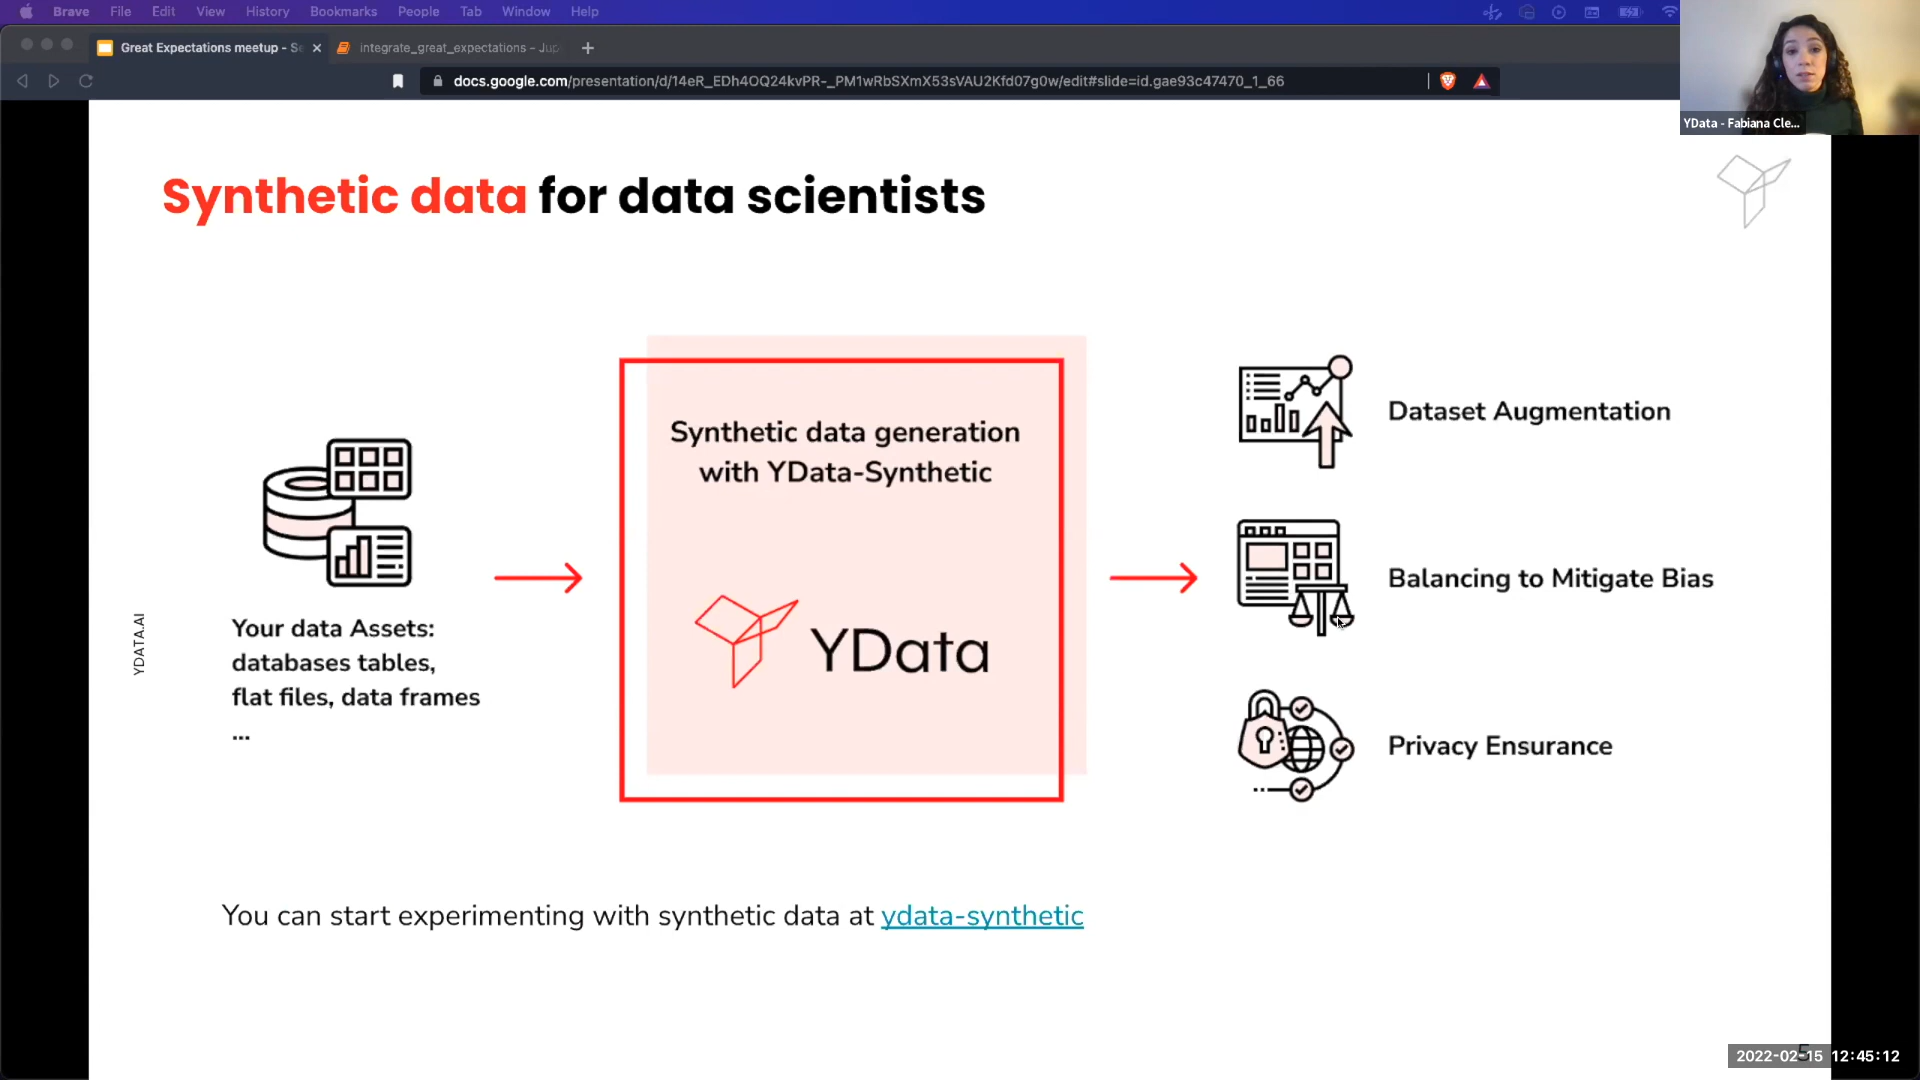 Brave File Edit View History Bookmarks People Tab Window Help
Great Expectations meetup - Se
integrate_great_expectations - Jup
docs.google.com/presentation/d/14eR_EDh4OQ24kvPR-_PM1wRbSXmX53sVAU2Kfd07g0w/edit#slide=id.gae93c47470_1_66
YData - Fabiana Cle...
Synthetic data for data scientists
Synthetic data generation
with YData-Synthetic
YData
Your data Assets:
databases tables,
flat files, data frames
...
Dataset Augmentation
Balancing to Mitigate Bias
Privacy Ensurance
YDATA.AI
You can start experimenting with synthetic data at ydata-synthetic
5
2022-02-15 12:45:12